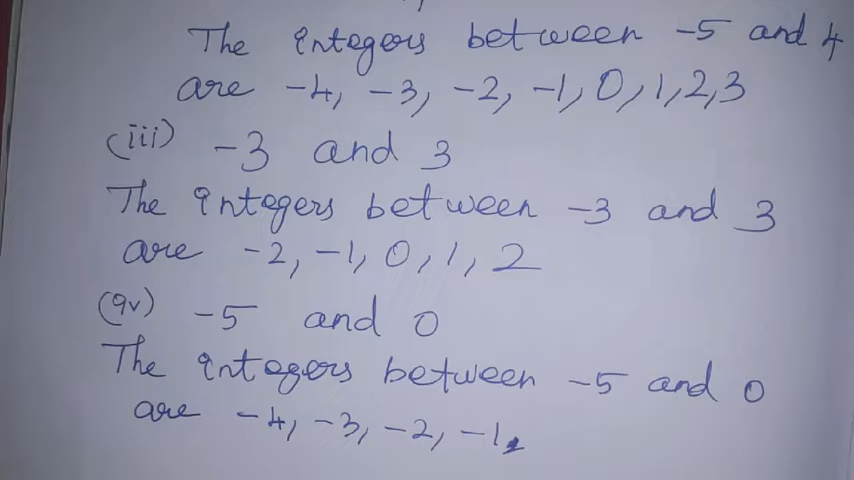 The integers between -5 and 4
are -4, -3, -2, -1, 0, 1, 2, 3
(iii) -3 and 3
The integers between -3 and 3
are -2, -1, 0, 1, 2
(iv) -5 and 0
The integers between -5 and 0
are -4, -3, -2, -1.